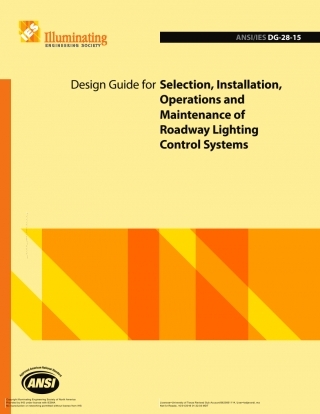 IES
Illuminating
ENGINEERING SOCIETY
ANSI/IES DG-28-15
Design Guide for Selection, Installation,
Operations and
Maintenance of
Roadway Lighting
Control Systems
ANSI